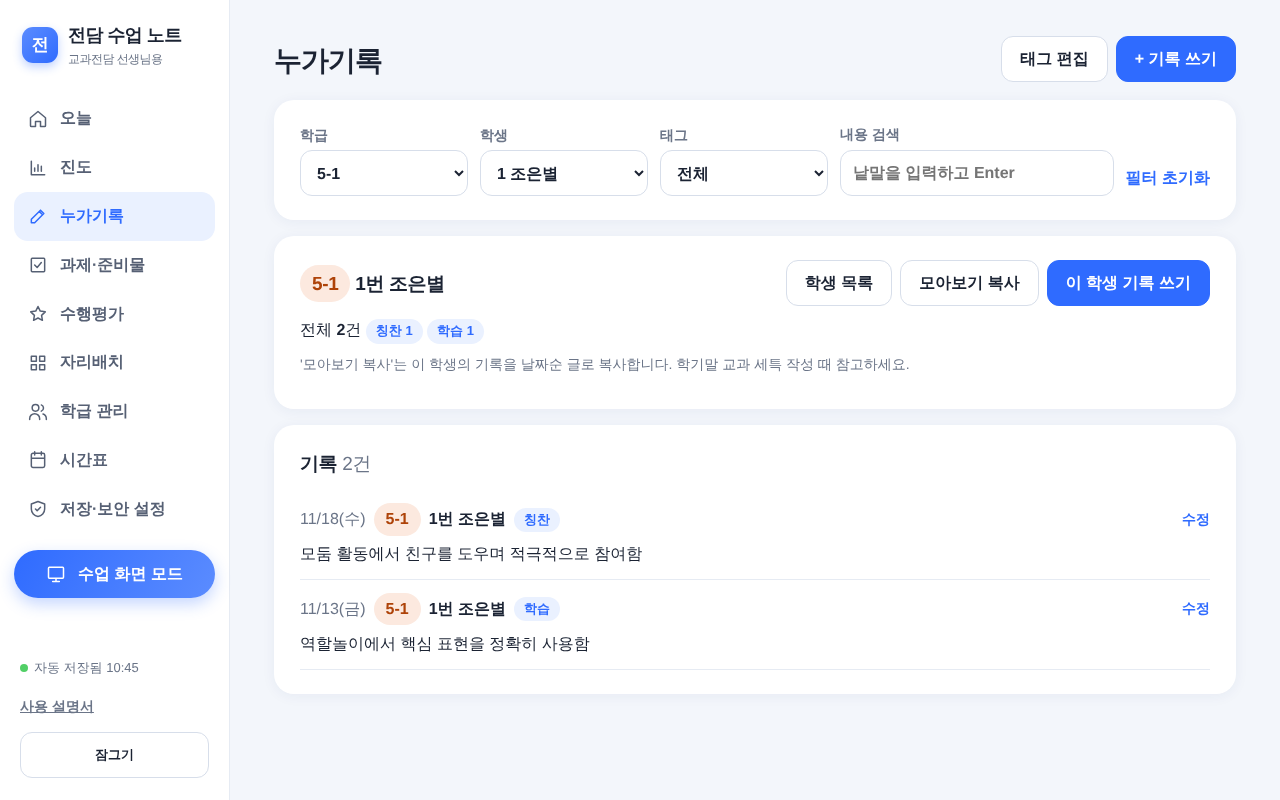 전
전담 수업 노트
교과전담 선생님용
오늘
진도
누가기록
과제·준비물
수행평가
자리배치
학급 관리
시간표
저장·보안 설정
수업 화면 모드
자동 저장됨 10:45
사용 설명서
잠그기
누가기록
태그 편집
+ 기록 쓰기
학급
학생
태그
내용 검색
5-1
1 조은별
전체
낱말을 입력하고 Enter
필터 초기화
5-1 1번 조은별
학생 목록
모아보기 복사
이 학생 기록 쓰기
전체 2건 칭찬 1 학습 1
'모아보기 복사'는 이 학생의 기록을 날짜순 글로 복사합니다. 학기말 교과 세특 작성 때 참고하세요.
기록 2건
11/18(수) 5-1 1번 조은별 칭찬 수정
모둠 활동에서 친구를 도우며 적극적으로 참여함
11/13(금) 5-1 1번 조은별 학습 수정
역할놀이에서 핵심 표현을 정확히 사용함